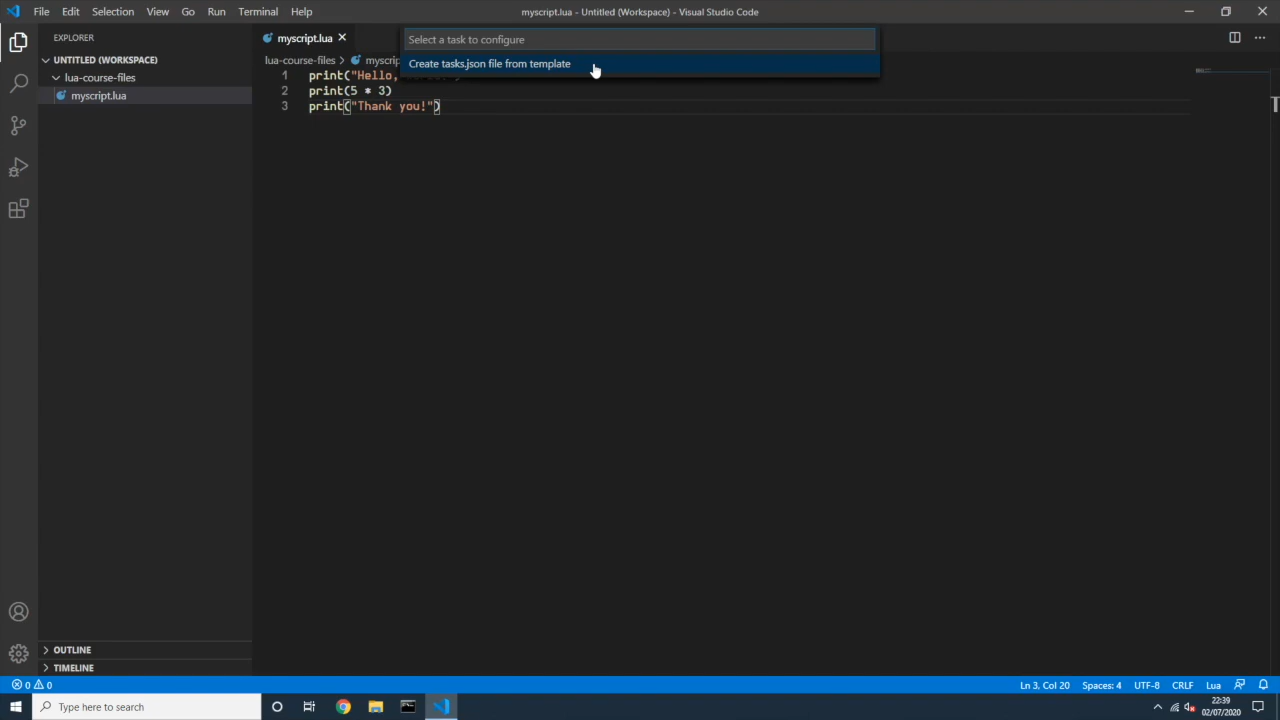 File Edit Selection View Go Run Terminal Help
myscript.lua - Untitled (Workspace) - Visual Studio Code
EXPLORER
UNTITLED (WORKSPACE)
lua-course-files
myscript.lua
myscript.lua
Select a task to configure
Create tasks.json file from template
lua-course-files > myscrip
1 print("Hello,
2 print(5 * 3)
3 print("Thank you!")
OUTLINE
TIMELINE
0 0
Ln 3, Col 20 Spaces: 4 UTF-8 CRLF Lua
Type here to search
22:39
02/07/2020